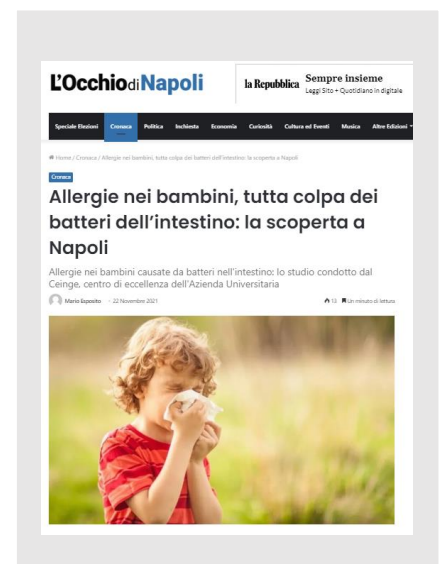 L'Occhio di Napoli
la Repubblica
Sempre insieme
Leggi Sito + Quotidiano in digitale
Speciale Elezioni Cronaca Politica Inchiesta Economia Curiosità Cultura ed Eventi Musica Altre Edizioni
Home / Cronaca / Allergie nei bambini, tutta colpa dei batteri dell'intestino: la scoperta a Napoli
Cronaca
Allergie nei bambini, tutta colpa dei
batteri dell'intestino: la scoperta a
Napoli
Allergie nei bambini causate da batteri nell'intestino: lo studio condotto dal
Ceinge, centro di eccellenza dell'Azienda Universitaria
Mario Esposito - 22 Novembre 2021 13 Un minuto di lettura